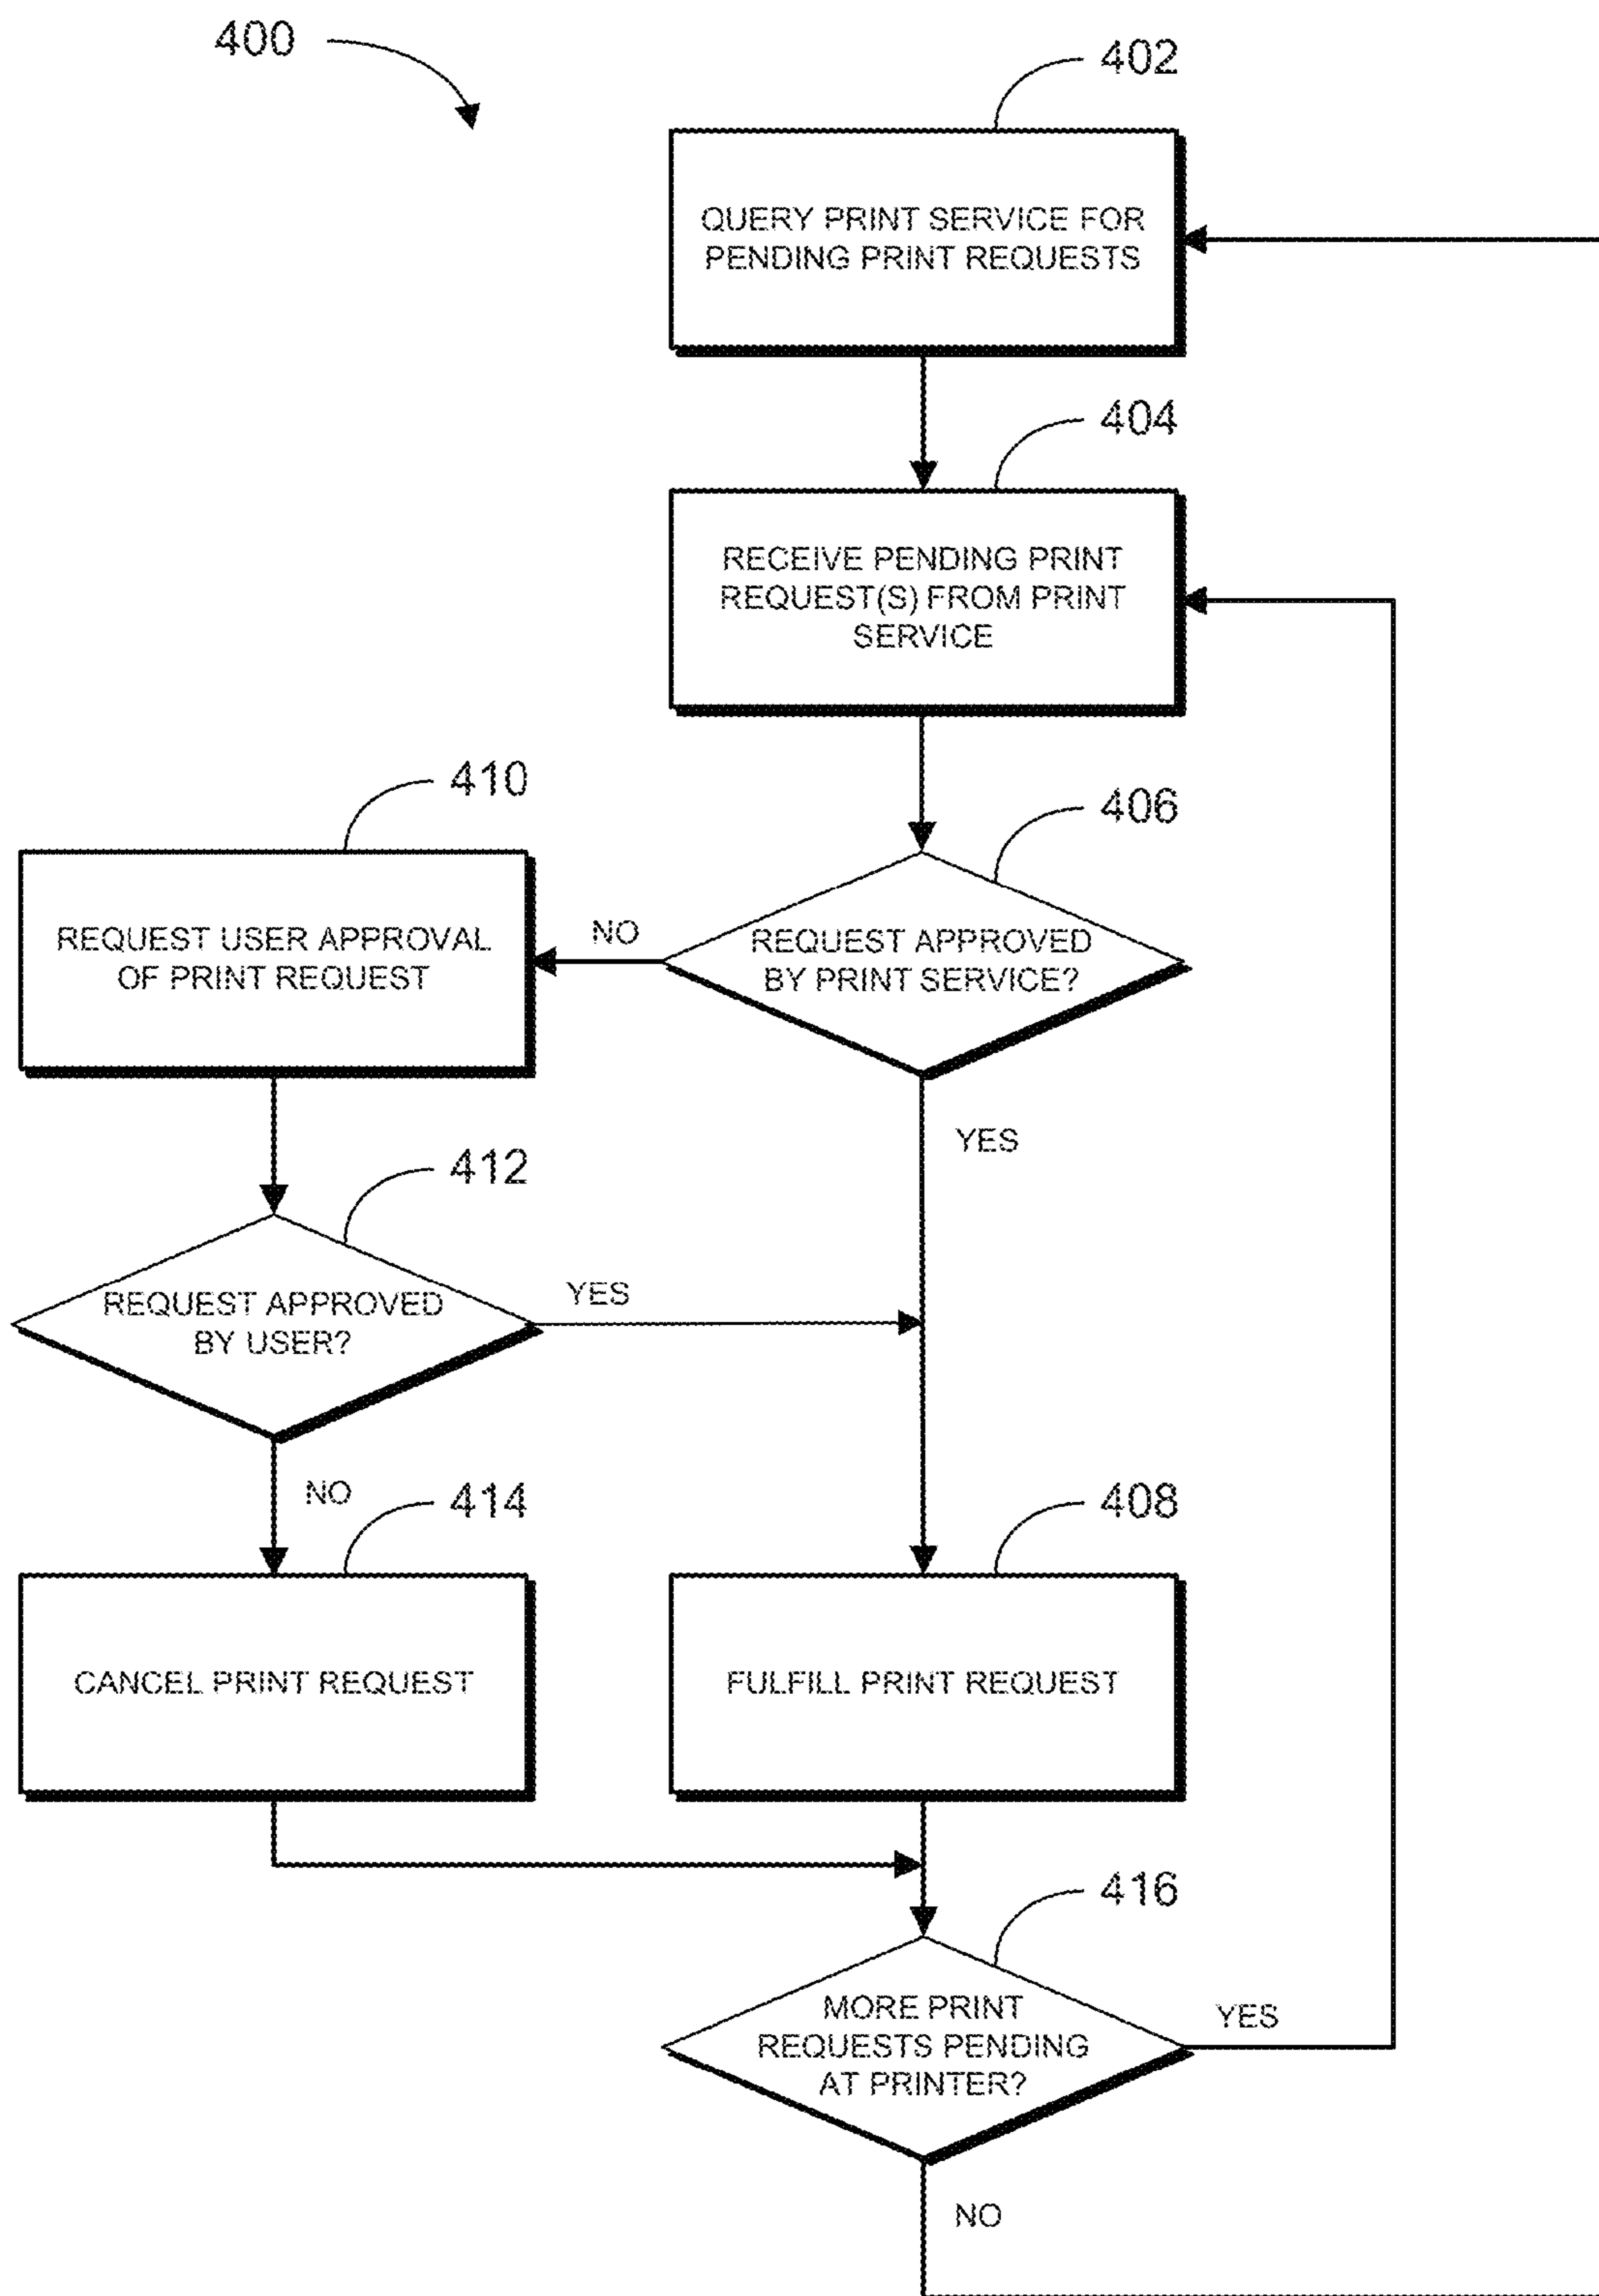 400
402
QUERY PRINT SERVICE FOR
PENDING PRINT REQUESTS
404
RECEIVE PENDING PRINT
REQUEST(S) FROM PRINT
SERVICE
410
406
REQUEST USER APPROVAL
OF PRINT REQUEST
NO
REQUEST APPROVED
BY PRINT SERVICE?
YES
412
REQUEST APPROVED
BY USER?
YES
NO
414
408
CANCEL PRINT REQUEST
FULFILL PRINT REQUEST
416
MORE PRINT
REQUESTS PENDING
AT PRINTER?
YES
NO